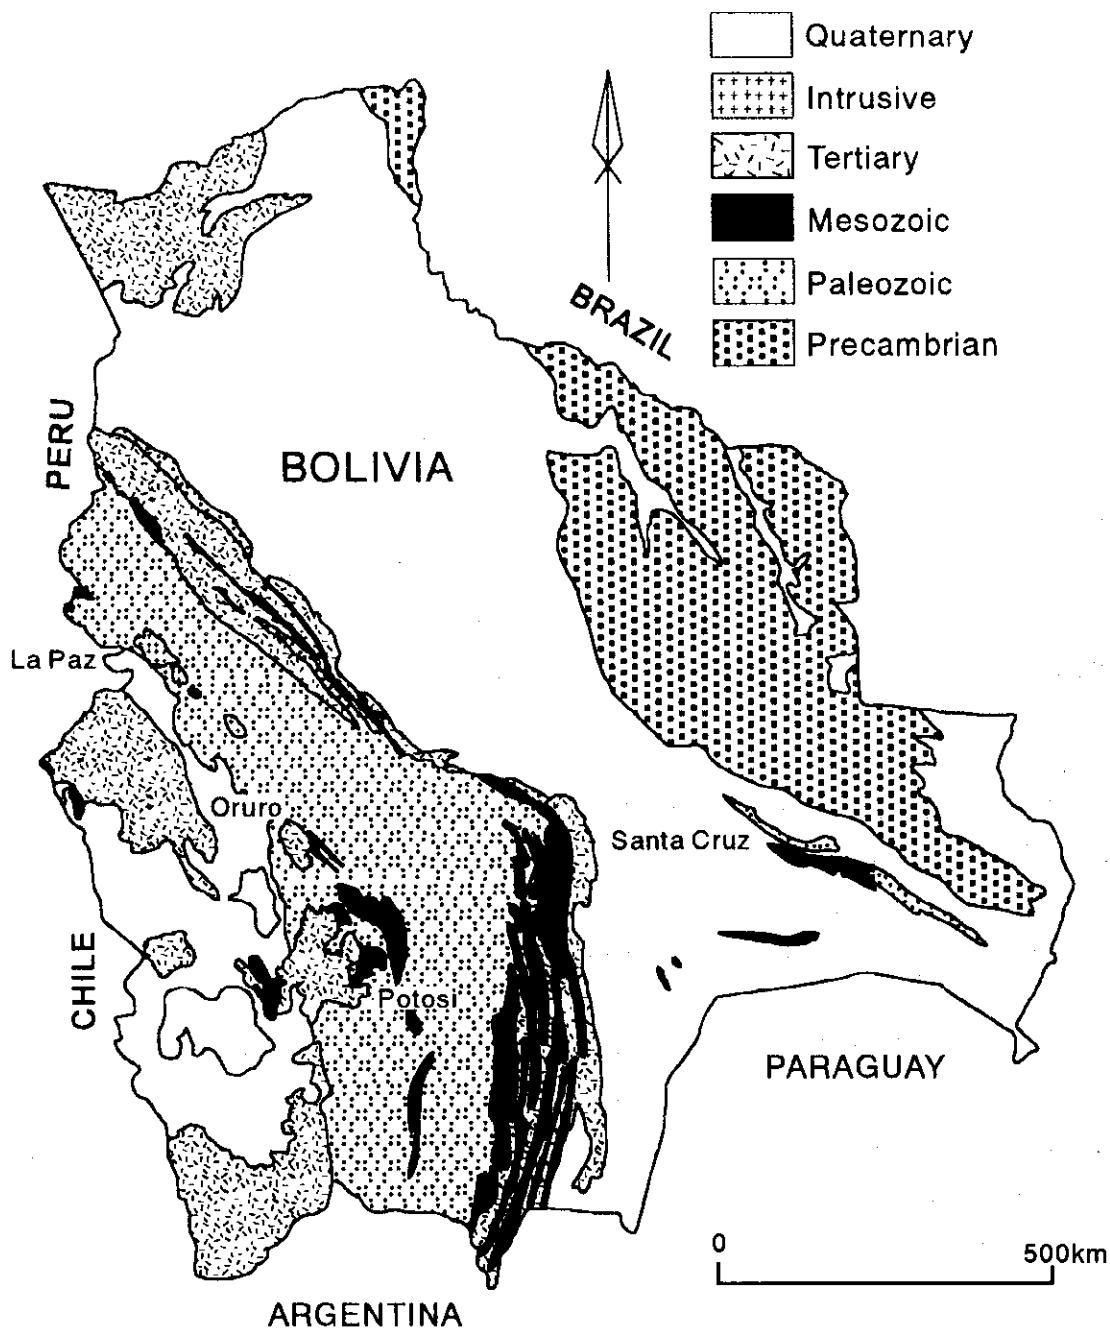 Quaternary
Intrusive
Tertiary
Mesozoic
Paleozoic
Precambrian
BRAZIL
PERU
BOLIVIA
La Paz
Oruro
Santa Cruz
CHILE
Potosi
PARAGUAY
0 500km
ARGENTINA